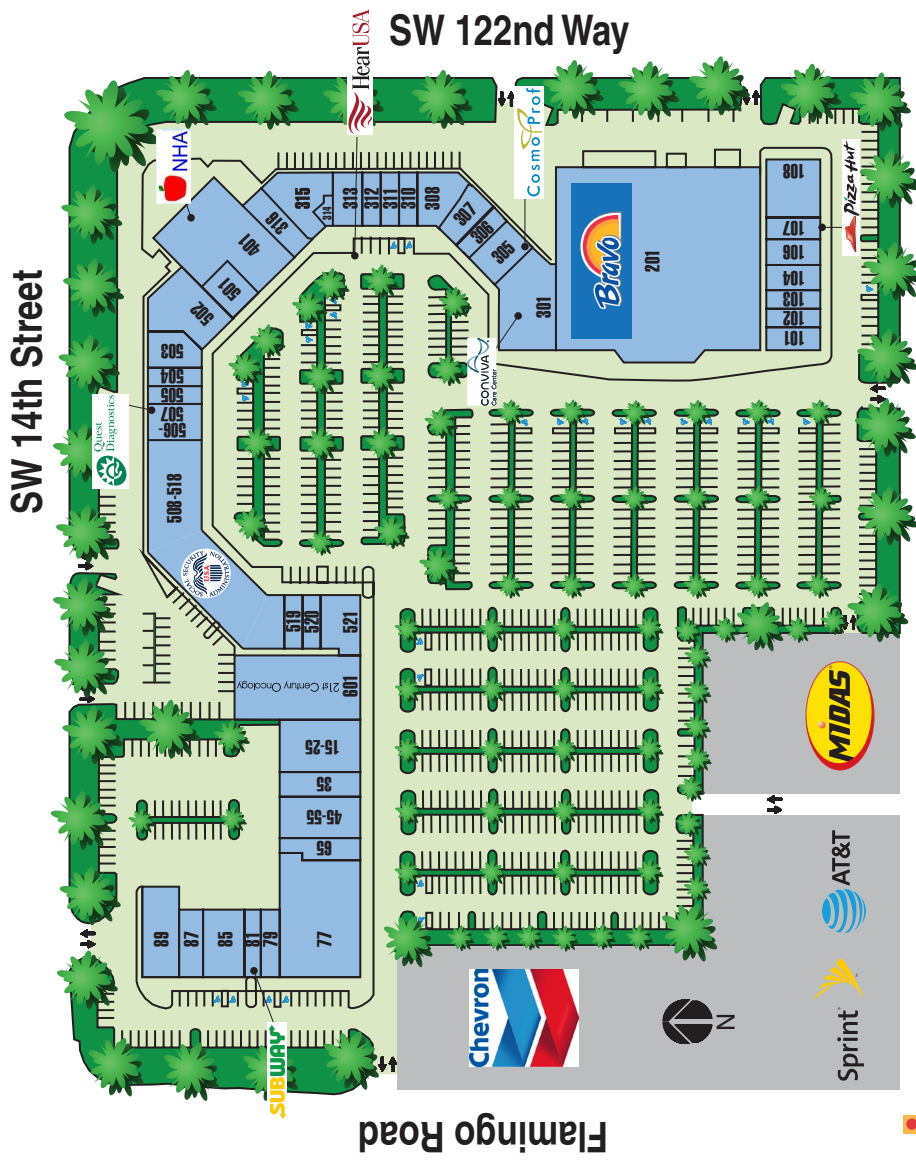 SW 122nd Way
HearUSA
NHA
CosmoProf
SW 14th Street
Quest
Diagnostics
315
314
313
312
311
310
308
316
401
501
502
307
306
305
108
Pizza Hut
107
106
104
103
102
101
Bravo
201
301
conviva
Care Center
503
504
505
506-
507
508-518
SOCIAL SECURITY
ADMINISTRATION
USA
519
520
521
601
21st Century Oncology
15-25
35
45-55
65
77
79
81
85
87
89
SUBWAY
MIDAS
AT&T
Sprint
Chevron
N
Flamingo Road